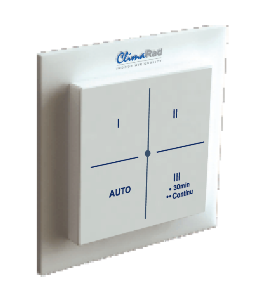 ClimaRad
I II
AUTO III
• 30min
•• Continu